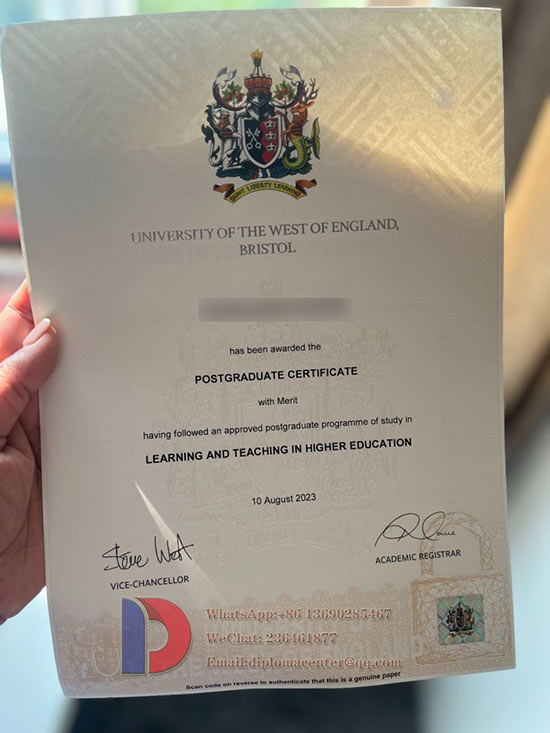 LIGHT LIBERTY LEARNING
UNIVERSITY OF THE WEST OF ENGLAND,
BRISTOL
has been awarded the
POSTGRADUATE CERTIFICATE
with Merit
having followed an approved postgraduate programme of study in
LEARNING AND TEACHING IN HIGHER EDUCATION
10 August 2023
Steve West
VICE-CHANCELLOR
ACADEMIC REGISTRAR
WhatsApp:+86 13690285467
WeChat: 236461877
Email:diplomacenter@qq.com
Scan code on reverse to authenticate that this is a genuine paper